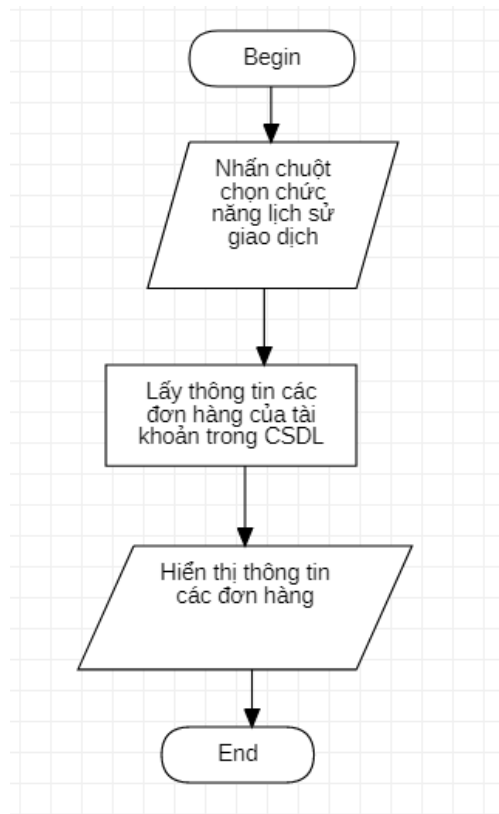 Begin
Nhấn chuột
chọn chức
năng lịch sử
giao dịch
Lấy thông tin các
đơn hàng của tài
khoản trong CSDL
Hiển thị thông tin
các đơn hàng
End